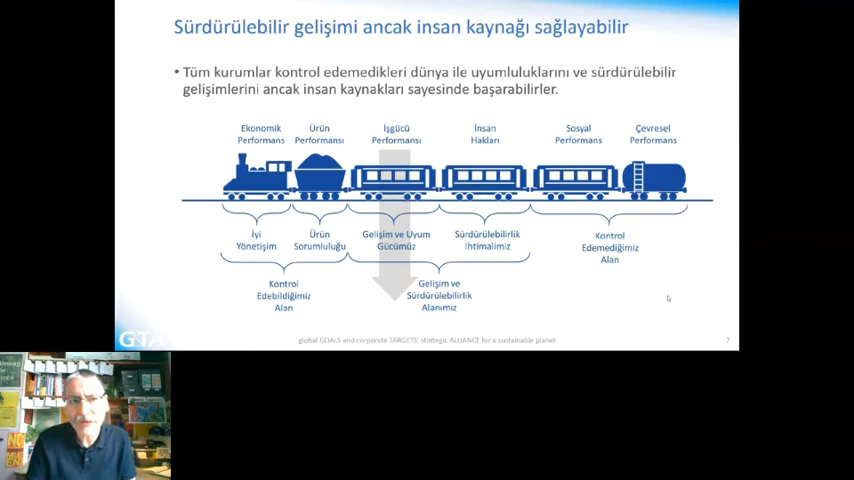 Sürdürülebilir gelişimi ancak insan kaynağı sağlayabilir
• Tüm kurumlar kontrol edemedikleri dünya ile uyumluluklarını ve sürdürülebilir
gelişimlerini ancak insan kaynakları sayesinde başarabilirler.
Ekonomik
Performans
Ürün
Performansı
İşgücü
Performansı
İnsan
Hakları
Sosyal
Performans
Çevresel
Performans
İyi
Yönetişim
Ürün
Sorumluluğu
Gelişim ve Uyum
Gücümüz
Sürdürülebilirlik
İhtimalimiz
Kontrol
Edemediğimiz
Alan
Kontrol
Edebildiğimiz
Alan
Gelişim ve
Sürdürülebilirlik
Alanımız
global GOALS and corporate TARGETS' strategic ALLIANCE for a sustainable planet
7